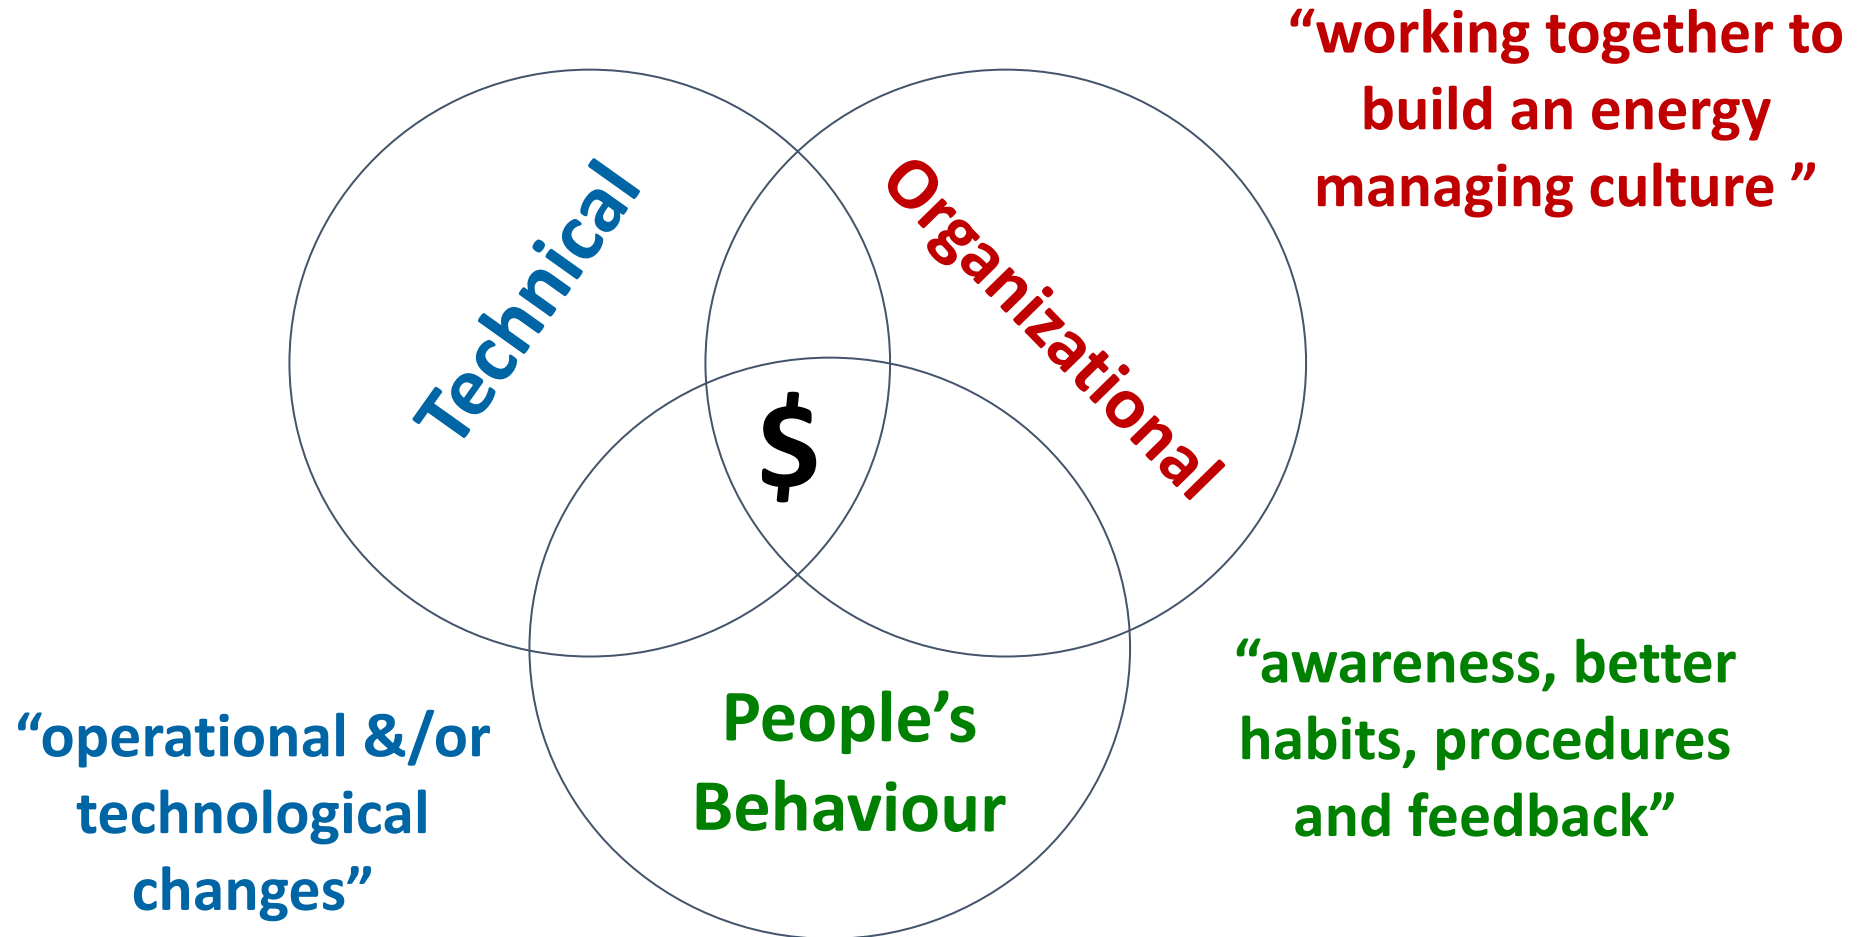 “working together to
build an energy
managing culture ”
Technical
Organizational
$
“awareness, better
habits, procedures
and feedback”
People’s
Behaviour
“operational &/or
technological
changes”